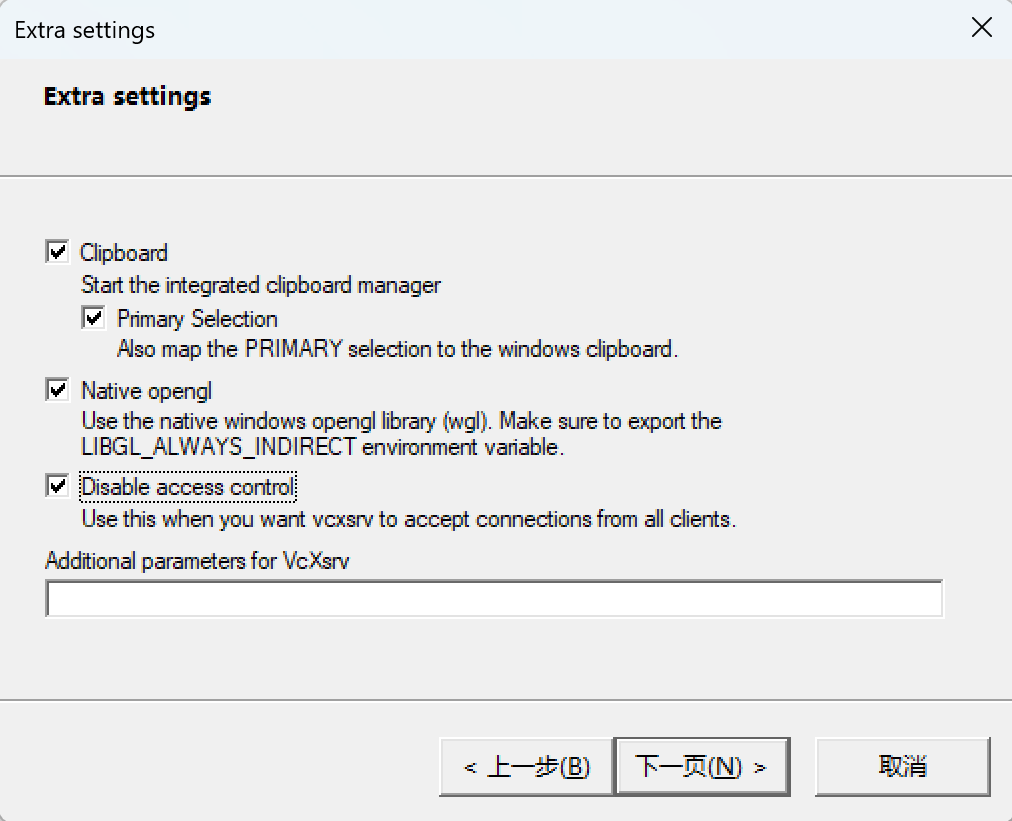 Extra settings
Extra settings
Clipboard
Start the integrated clipboard manager
Primary Selection
Also map the PRIMARY selection to the windows clipboard.
Native opengl
Use the native windows opengl library (wgl). Make sure to export the
LIBGL_ALWAYS_INDIRECT environment variable.
Disable access control
Use this when you want vcxsrv to accept connections from all clients.
Additional parameters for VcXsrv
< 上一步(B) 下一页(N) > 取消